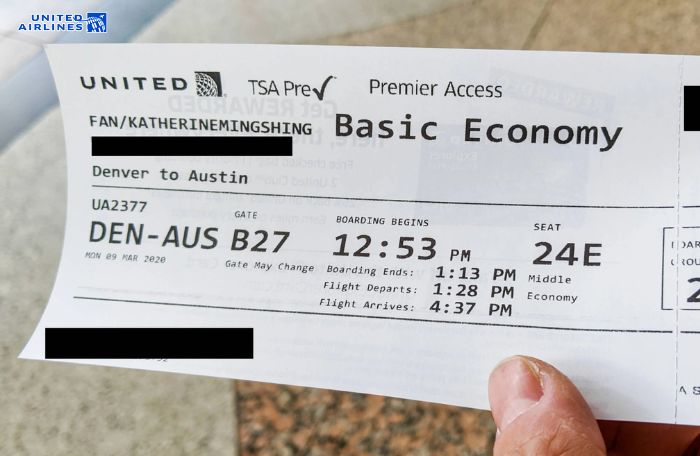 UNITED
AIRLINES
UNITED TSA Pre✓ Premier Access
FAN/KATHERINEMINGSHING Basic Economy
Denver to Austin
UA2377 GATE BOARDING BEGINS SEAT
DEN-AUS B27 12:53 PM 24E
MON 09 MAR 2020 Gate May Change Boarding Ends: 1:13 PM Middle
Flight Departs: 1:28 PM Economy
Flight Arrives: 4:37 PM